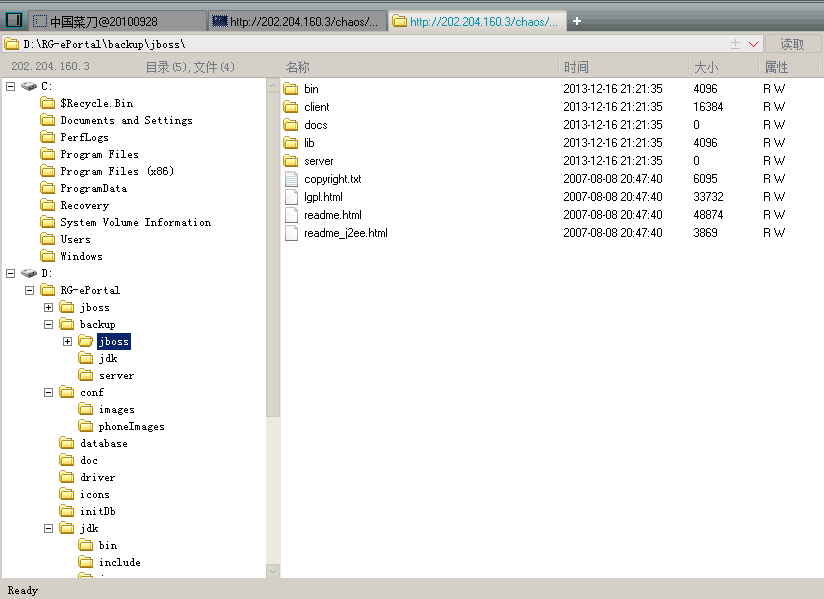 中国菜刀@20100928 http://202.204.160.3/chaos/... http://202.204.160.3/chaos/... +
D:\RG-ePortal\backup\jboss\ 读取
202.204.160.3 目录(5),文件(4)
C:
$Recycle.Bin
Documents and Settings
PerfLogs
Program Files
Program Files (x86)
ProgramData
Recovery
System Volume Information
Users
Windows
D:
RG-ePortal
jboss
backup
jboss
jdk
server
conf
images
phoneImages
database
doc
driver
icons
initDb
jdk
bin
include
名称 时间 大小 属性
bin 2013-12-16 21:21:35 4096 R W
client 2013-12-16 21:21:35 16384 R W
docs 2013-12-16 21:21:35 0 R W
lib 2013-12-16 21:21:35 4096 R W
server 2013-12-16 21:21:35 0 R W
copyright.txt 2007-08-08 20:47:40 6095 R W
lgpl.html 2007-08-08 20:47:40 33732 R W
readme.html 2007-08-08 20:47:40 48874 R W
readme_j2ee.html 2007-08-08 20:47:40 3869 R W
Ready